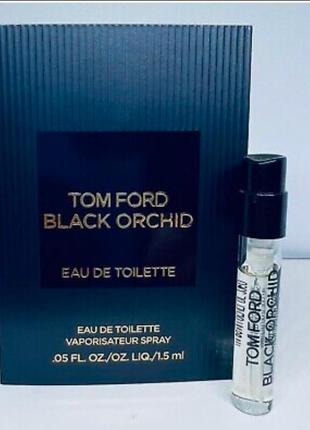 TOM FORD
BLACK ORCHID
EAU DE TOILETTE
EAU DE TOILETTE
VAPORISATEUR SPRAY
.05 FL. OZ./OZ. LIQ./1.5 ml
TOM FORD
BLACK ORCHID